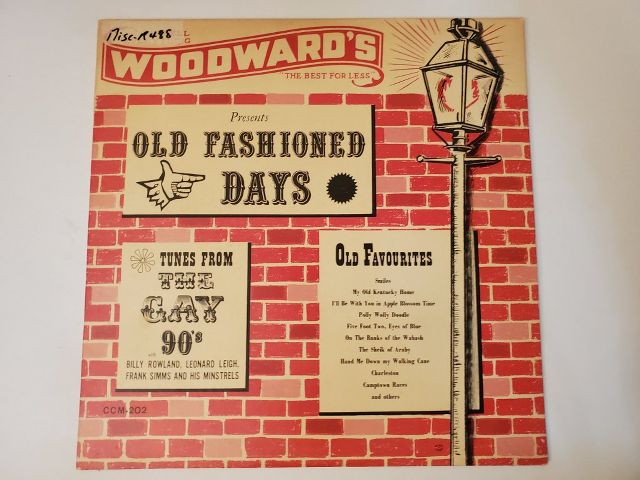 Misc-R488
L
G
WOODWARD'S
"THE BEST FOR LESS"
Presents
OLD FASHIONED
DAYS
TUNES FROM
THE
GAY
90's
with
BILLY ROWLAND, LEONARD LEIGH,
FRANK SIMMS AND HIS MINSTRELS
CCM-202
OLD FAVOURITES
Smiles
My Old Kentucky Home
I'll Be With You in Apple Blossom Time
Polly Wolly Doodle
Five Foot Two, Eyes of Blue
On The Banks of the Wabash
The Sheik of Araby
Hand Me Down my Walking Cane
Charleston
Camptown Races
and others